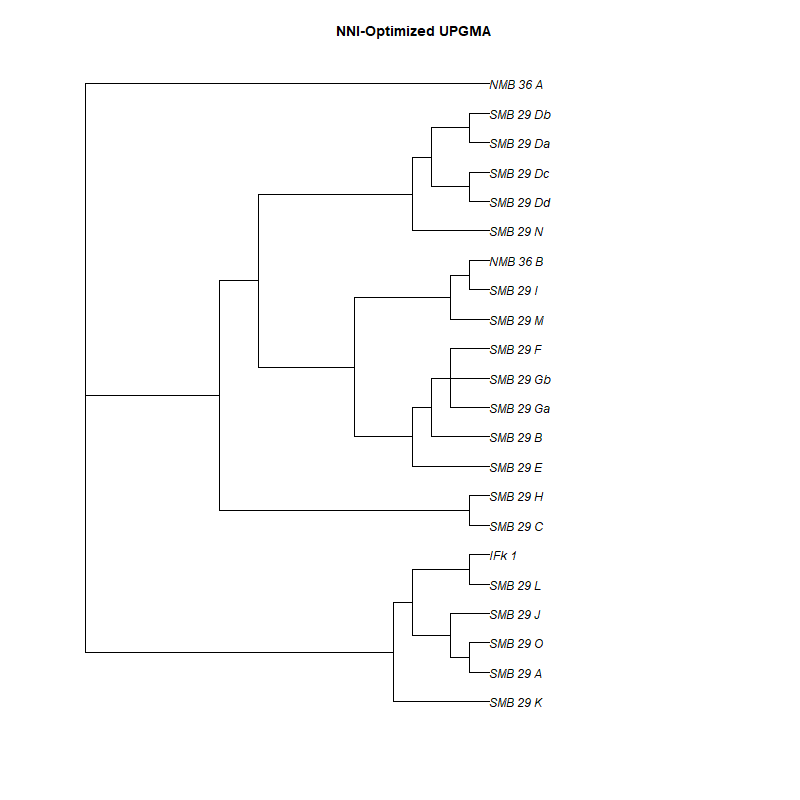 NNI-Optimized UPGMA
NMB 36 A
SMB 29 Db
SMB 29 Da
SMB 29 Dc
SMB 29 Dd
SMB 29 N
NMB 36 B
SMB 29 I
SMB 29 M
SMB 29 F
SMB 29 Gb
SMB 29 Ga
SMB 29 B
SMB 29 E
SMB 29 H
SMB 29 C
IFk 1
SMB 29 L
SMB 29 J
SMB 29 O
SMB 29 A
SMB 29 K